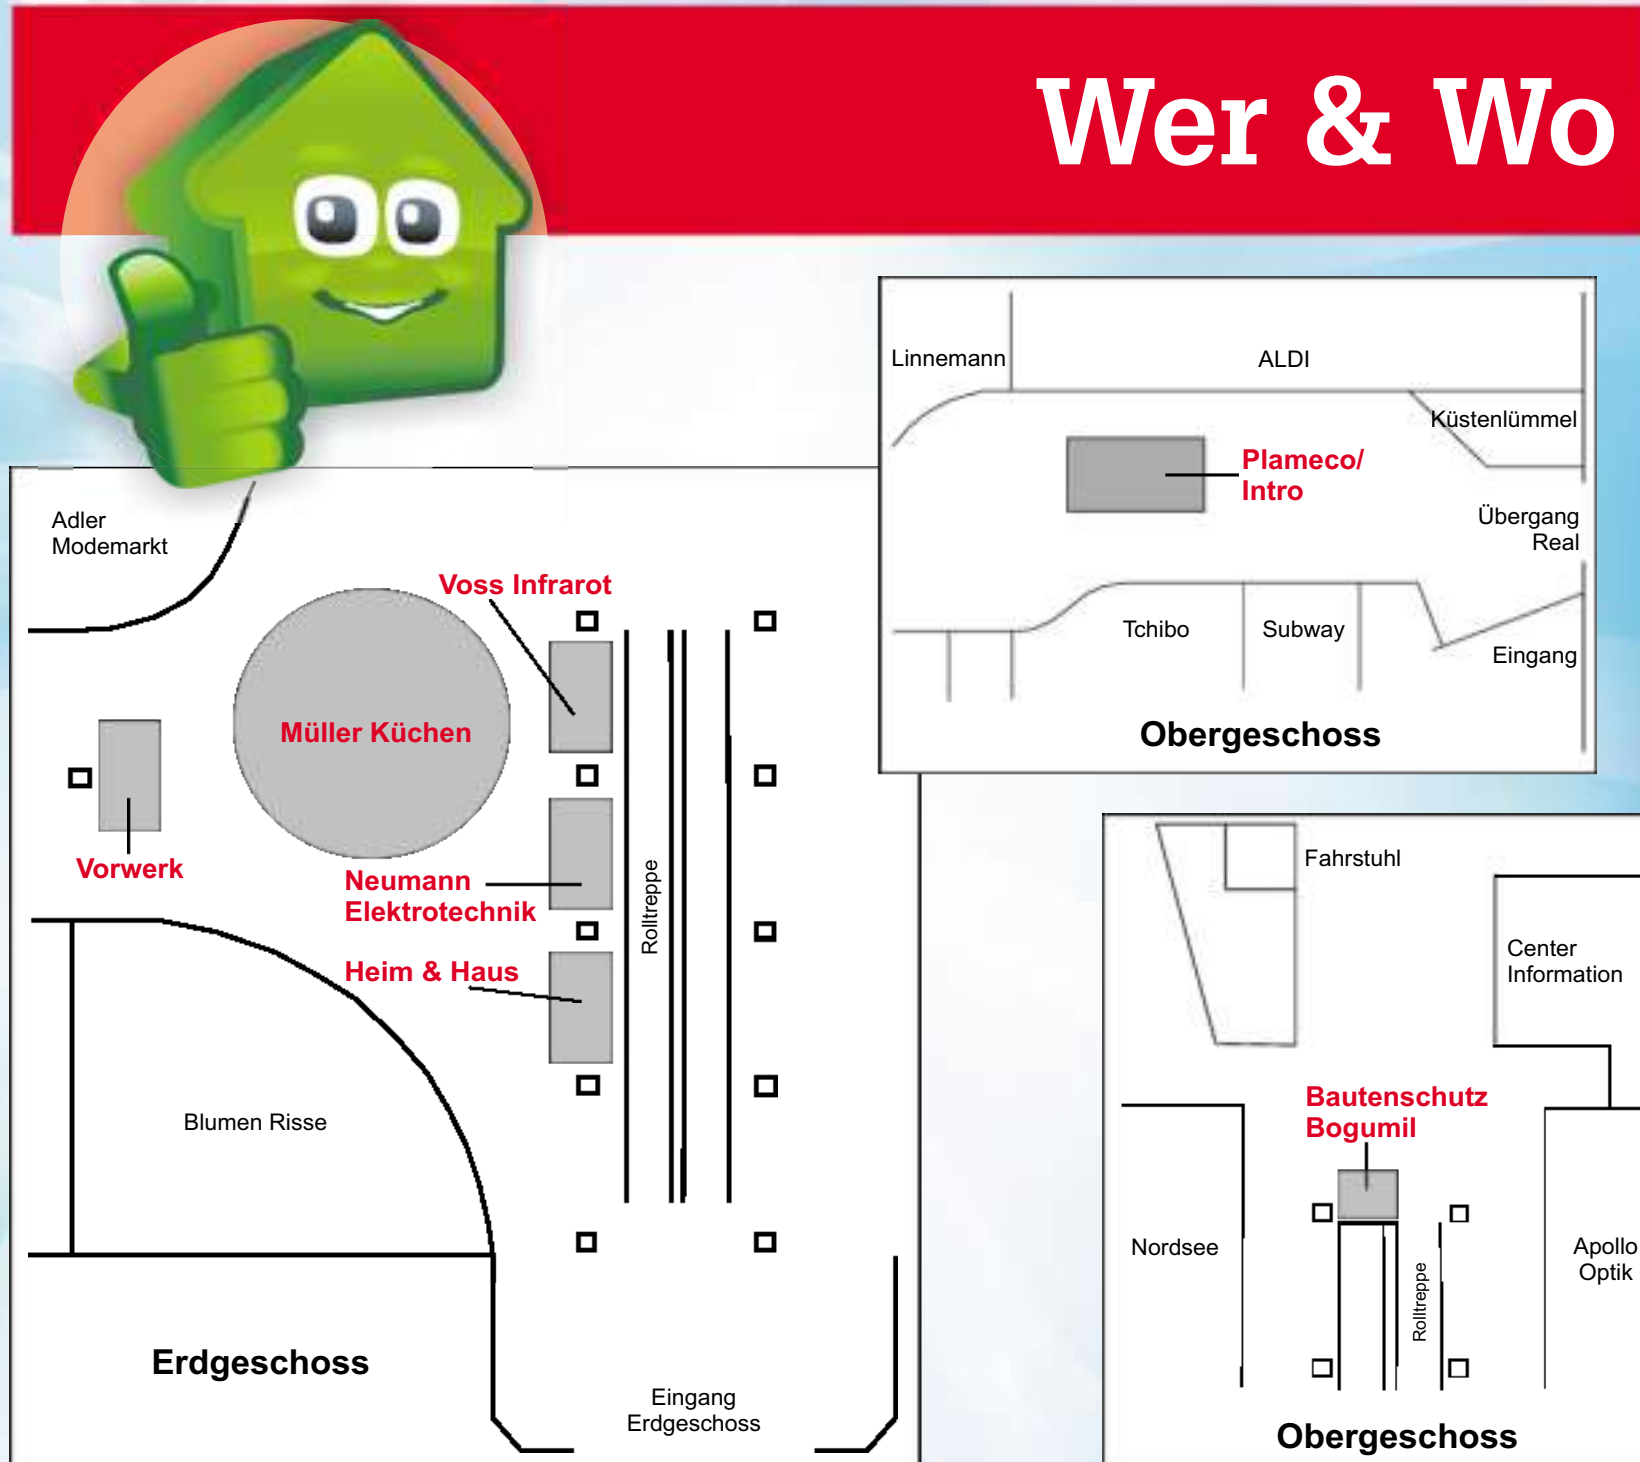 Wer & Wo
Linnemann
ALDI
Küstenlümmel
Plameco/
Intro
Übergang
Real
Tchibo
Subway
Eingang
Obergeschoss
Adler
Modemarkt
Voss Infrarot
Müller Küchen
Vorwerk
Neumann
Elektrotechnik
Heim & Haus
Rolltreppe
Blumen Risse
Erdgeschoss
Eingang
Erdgeschoss
Fahrstuhl
Center
Information
Bautenschutz
Bogumil
Nordsee
Rolltreppe
Apollo
Optik
Obergeschoss